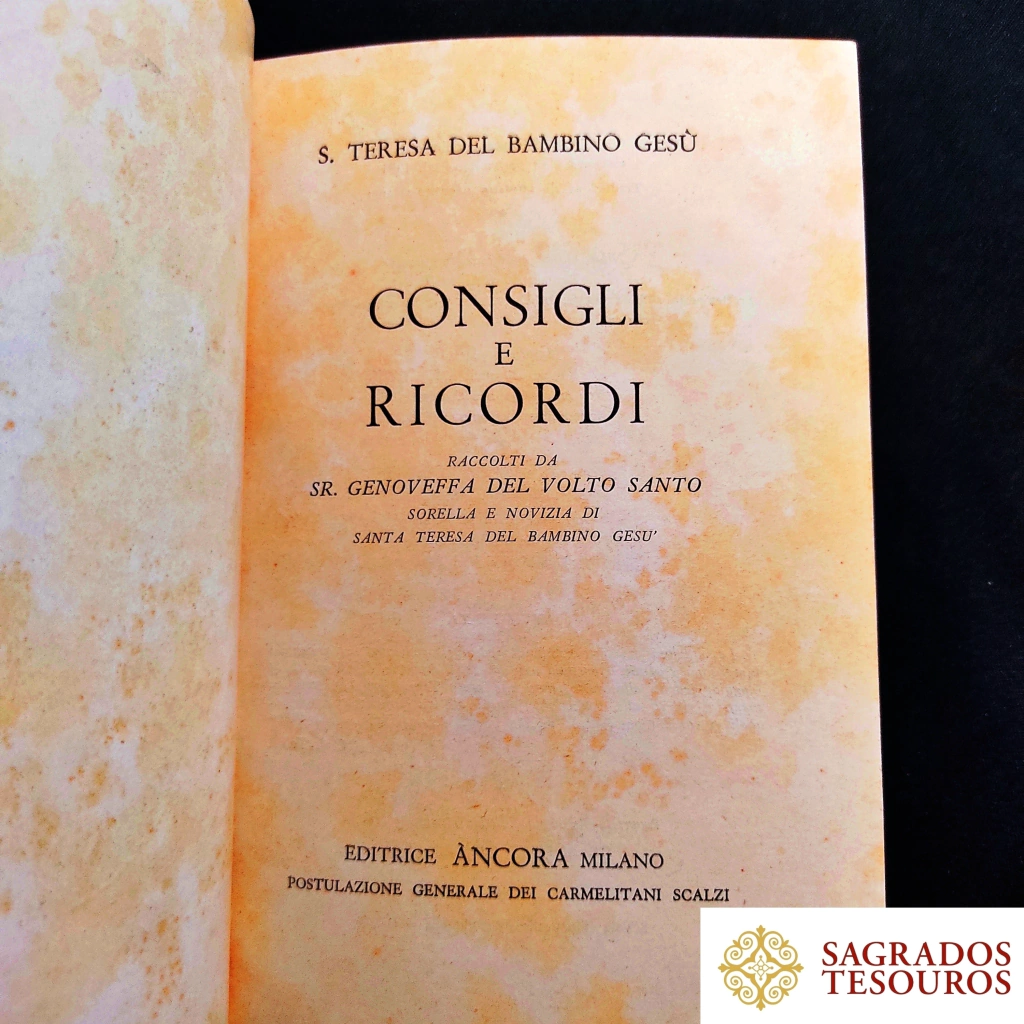 S. TERESA DEL BAMBINO GESÙ
CONSIGLI
E
RICORDI
RACCOLTI DA
SR. GENOVEFFA DEL VOLTO SANTO
SORELLA E NOVIZIA DI
SANTA TERESA DEL BAMBINO GESU'
EDITRICE ÀNCORA MILANO
POSTULAZIONE GENERALE DEI CARMELITANI SCALZI
SAGRADOS
TESOUROS